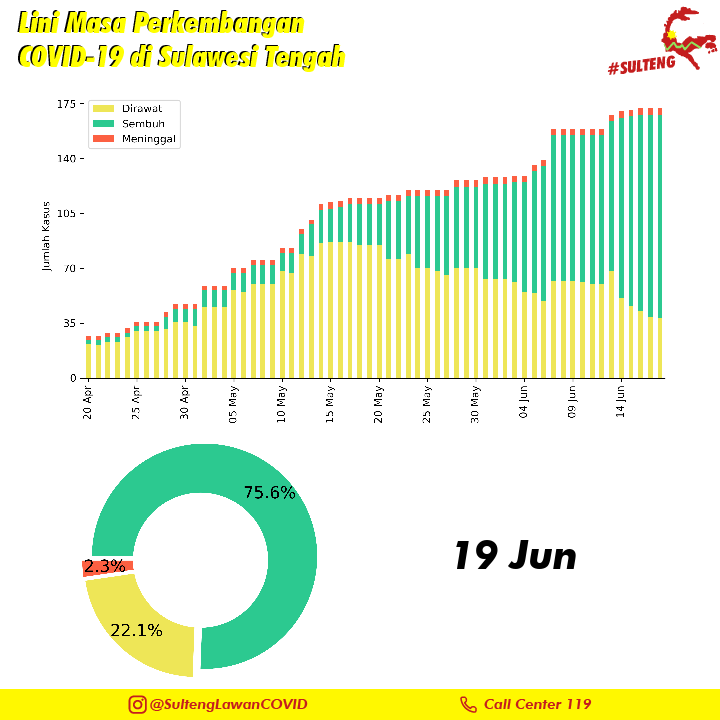 Lini Masa Perkembangan
COVID-19 di Sulawesi Tengah
#SULTENG
Jumlah Kasus
175
140
105
70
35
0
Dirawat
Sembuh
Meninggal
20 Apr
25 Apr
30 Apr
05 May
10 May
15 May
20 May
25 May
30 May
04 Jun
09 Jun
14 Jun
75.6%
2.3%
22.1%
19 Jun
@SultengLawanCOVID
Call Center 119